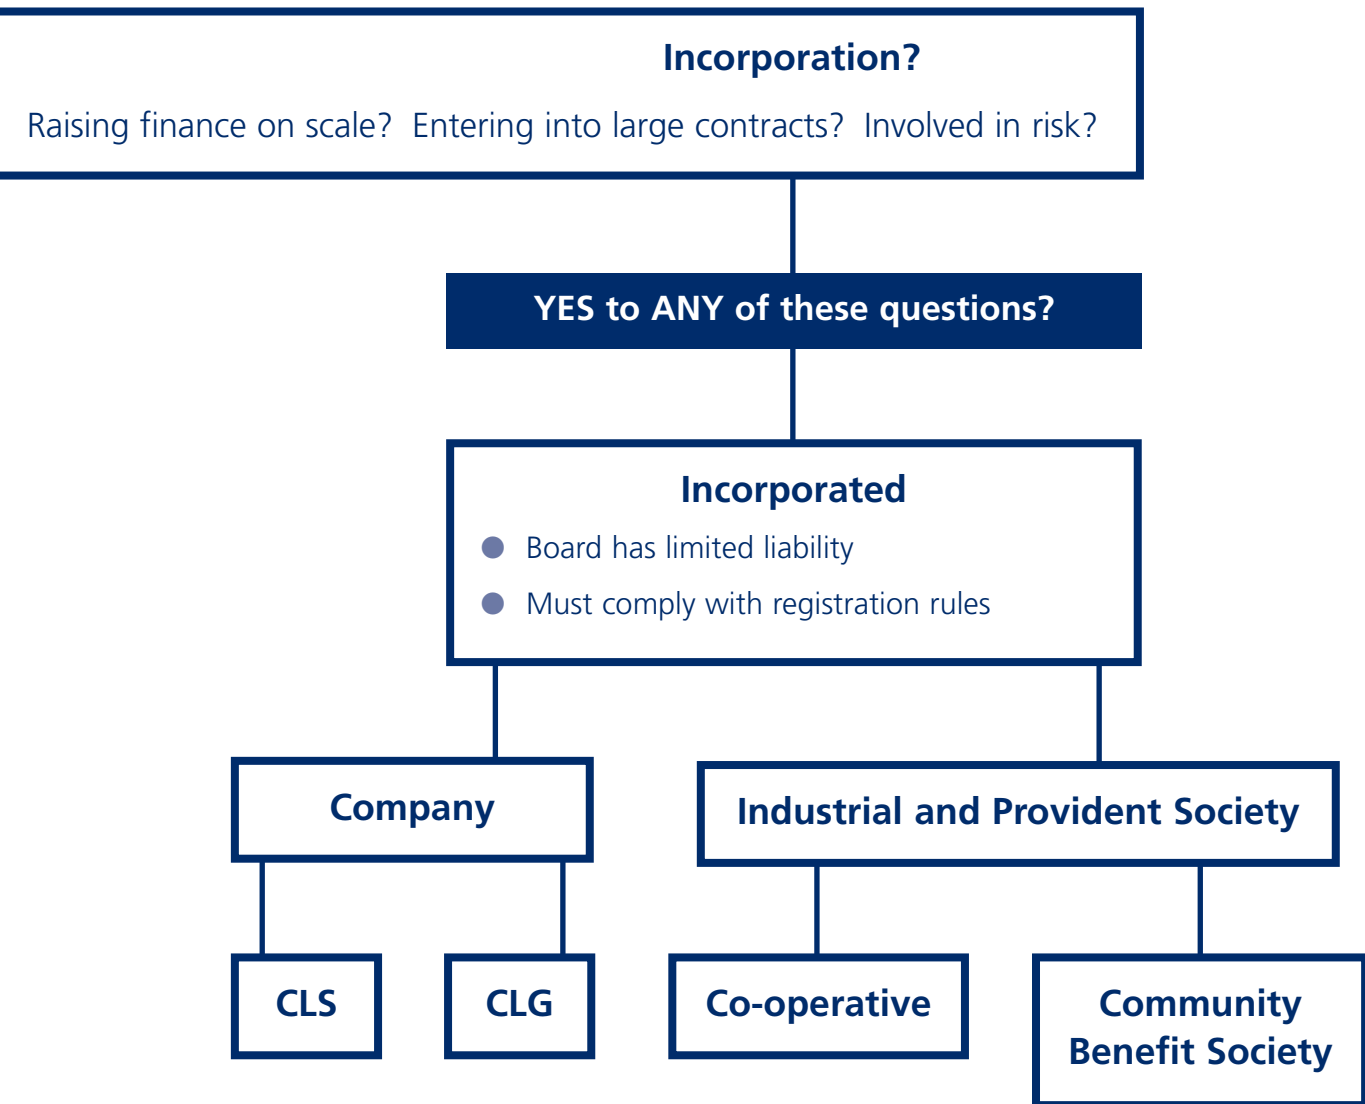 Incorporation?
Raising finance on scale? Entering into large contracts? Involved in risk?
YES to ANY of these questions?
Incorporated
● Board has limited liability
● Must comply with registration rules
Company
Industrial and Provident Society
CLS
CLG
Co-operative
Community
Benefit Society